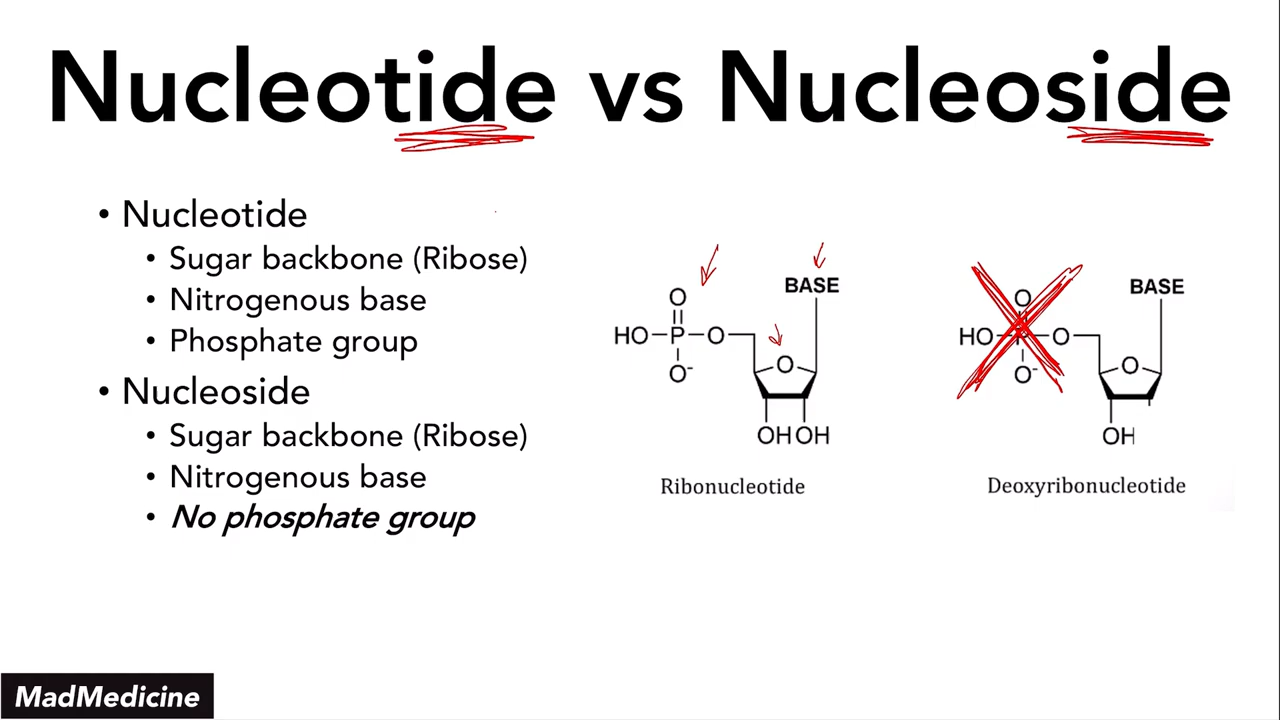 Nucleotide vs Nucleoside
• Nucleotide
• Sugar backbone (Ribose)
• Nitrogenous base
• Phosphate group
• Nucleoside
• Sugar backbone (Ribose)
• Nitrogenous base
• No phosphate group
BASE
O
HO-P-O
O-
O
OH OH
Ribonucleotide
BASE
O
HO-P-O
O-
O
OH
Deoxyribonucleotide
MadMedicine